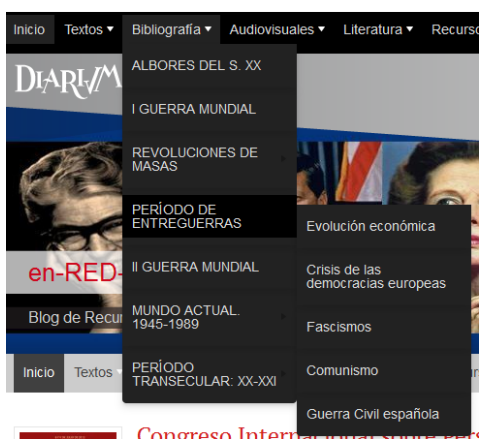 Inicio Textos ▾ Bibliografía ▾ Audiovisuales ▾ Literatura ▾
DIARIVM
ALBORES DEL S. XX
I GUERRA MUNDIAL
REVOLUCIONES DE
MASAS
PERÍODO DE
ENTREGUERRAS
II GUERRA MUNDIAL
MUNDO ACTUAL.
1945-1989
PERÍODO
TRANSECULAR: XX-XXI
Evolución económica
Crisis de las
democracias europeas
Fascismos
Comunismo
Guerra Civil española
en-RED-
Blog de
Inicio Textos
Congreso